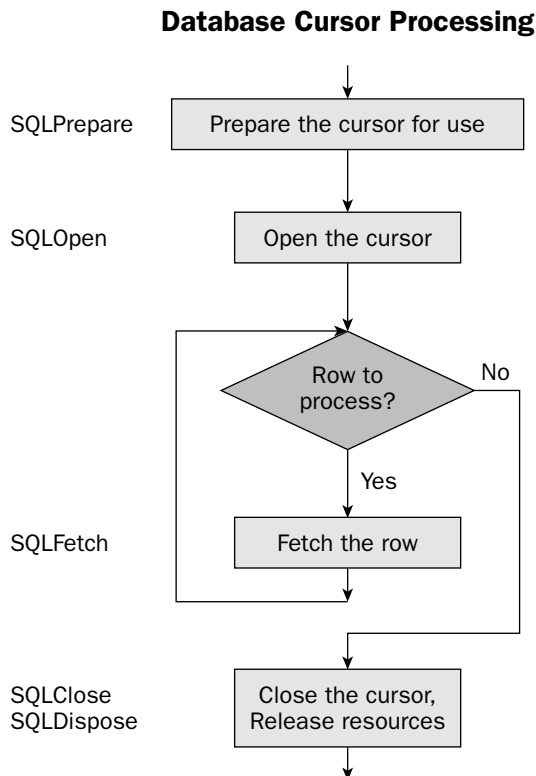 Database Cursor Processing
SQLPrepare
Prepare the cursor for use
SQLOpen
Open the cursor
Row to
process?
No
Yes
SQLFetch
Fetch the row
SQLClose
SQLDispose
Close the cursor,
Release resources